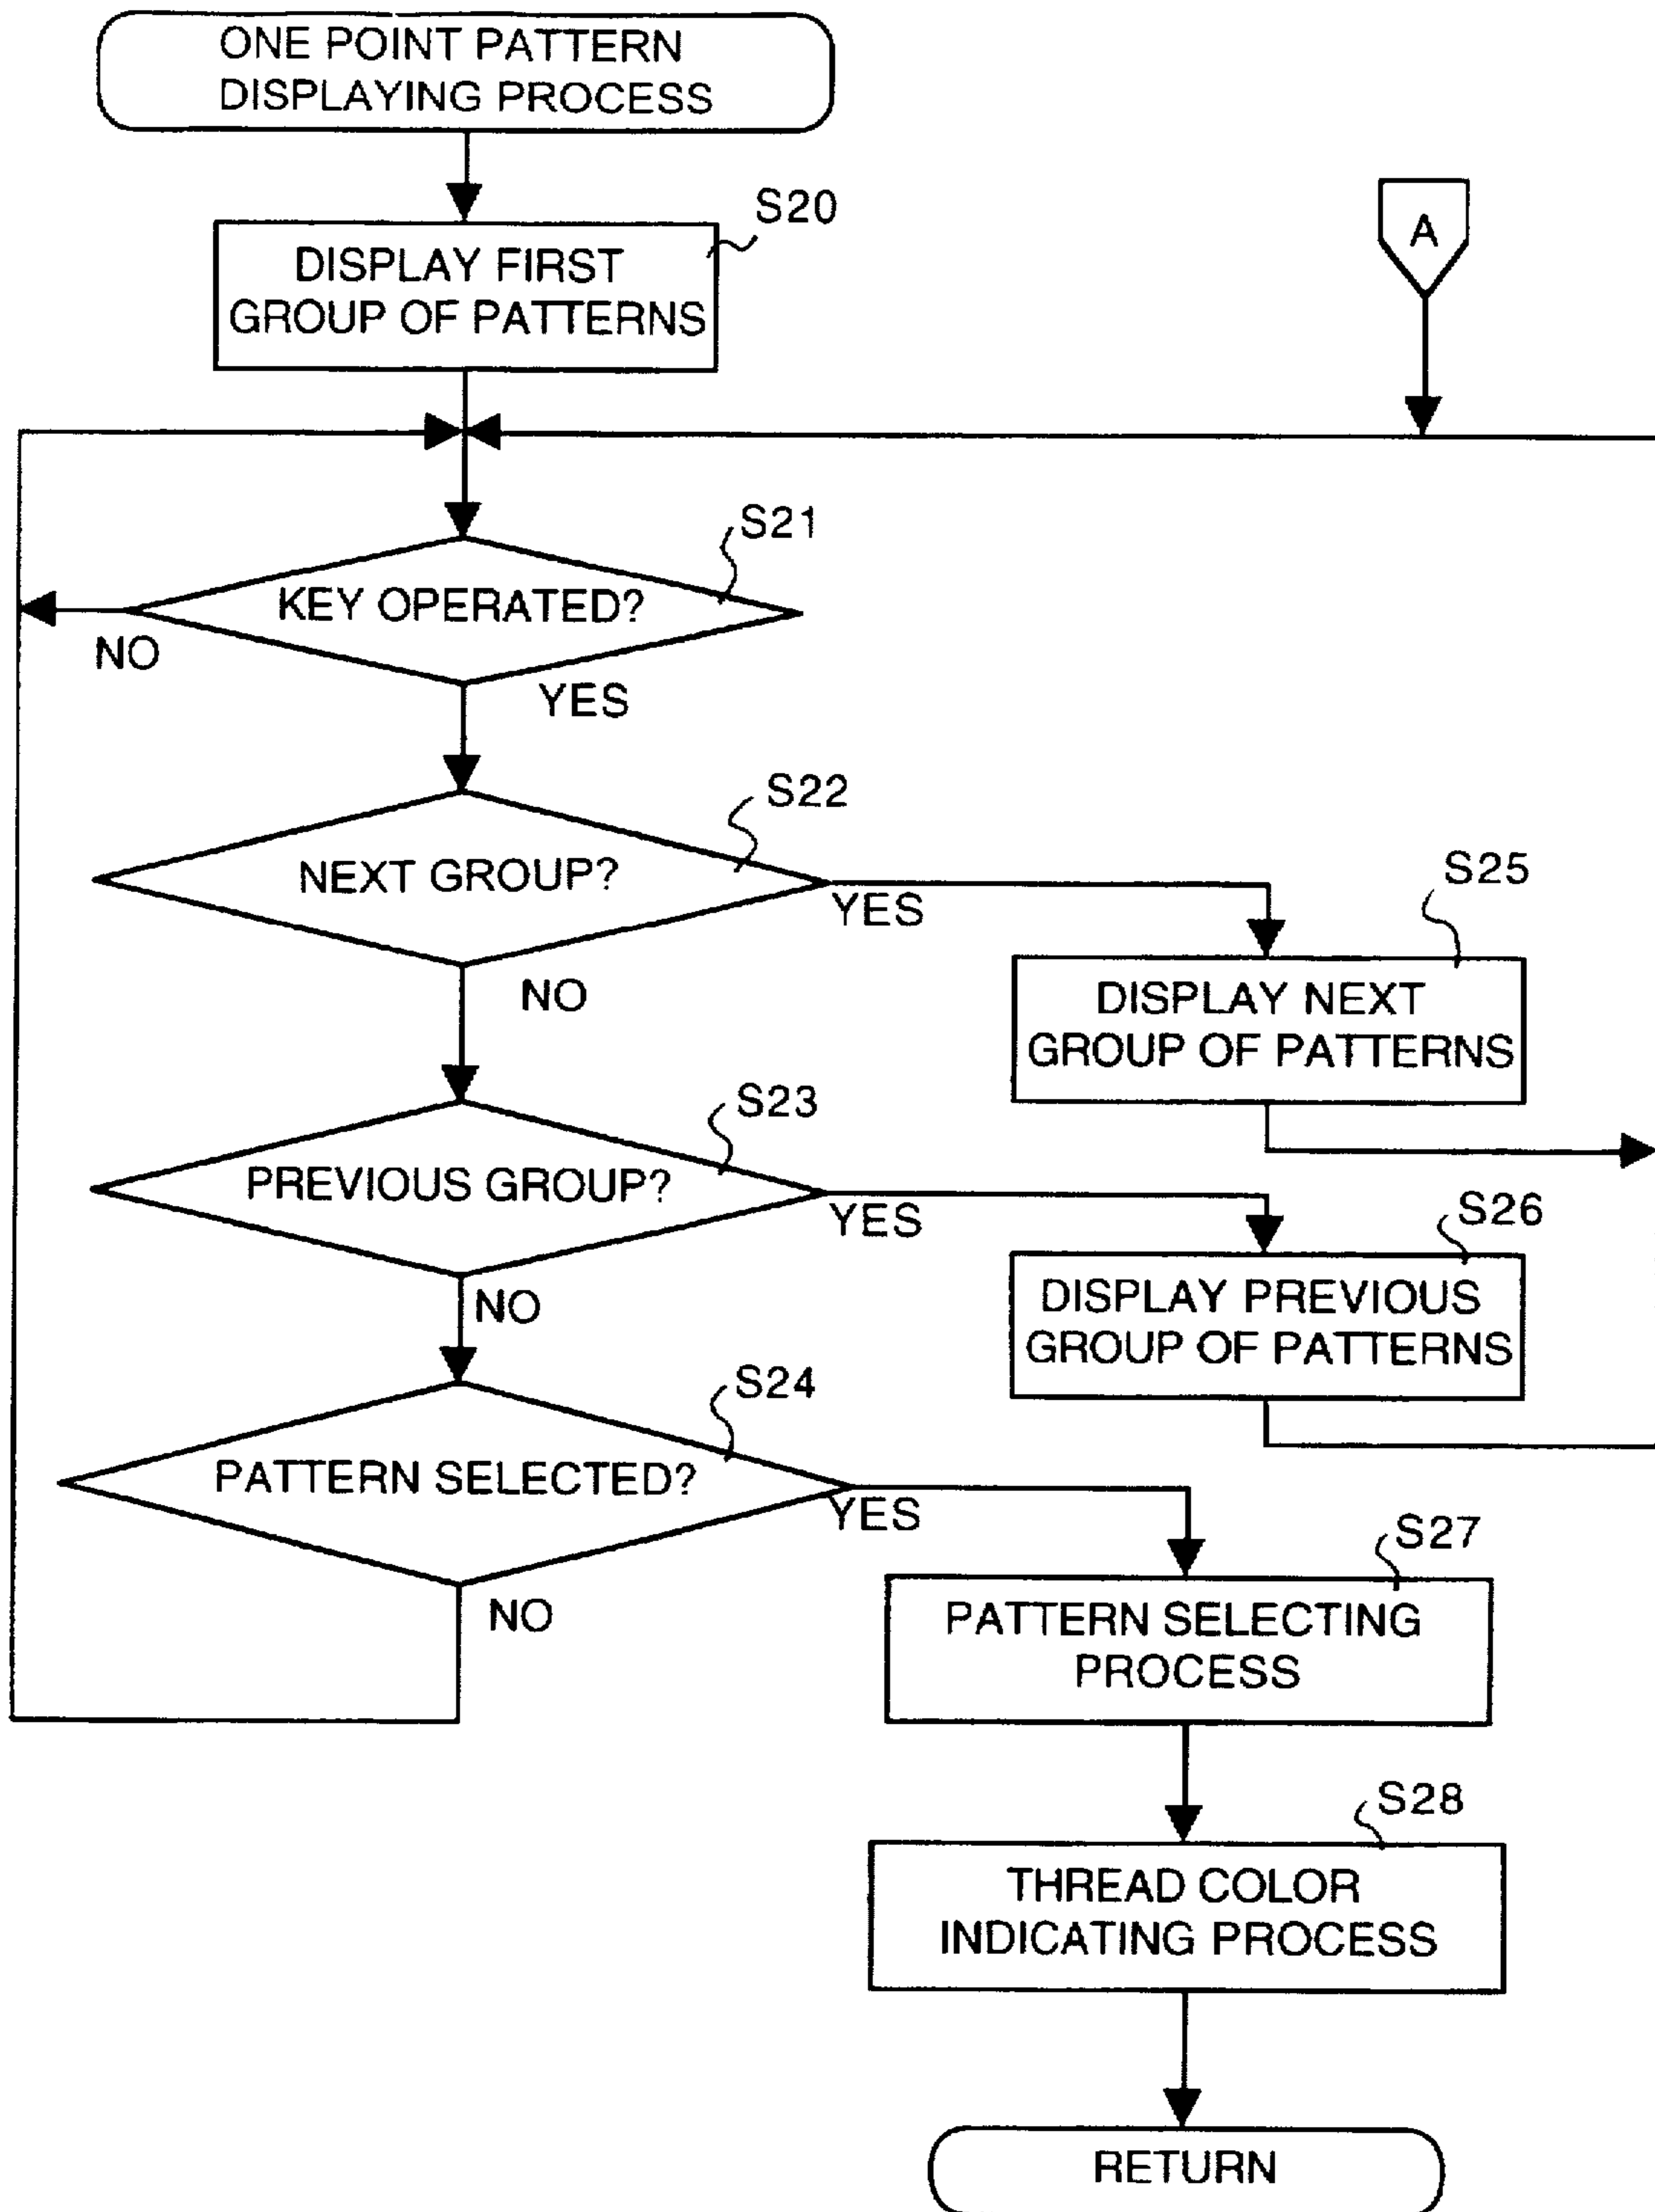 ONE POINT PATTERN
DISPLAYING PROCESS
S20
DISPLAY FIRST
GROUP OF PATTERNS
A
S21
KEY OPERATED?
NO
YES
S22
NEXT GROUP?
YES
NO
S25
DISPLAY NEXT
GROUP OF PATTERNS
S23
PREVIOUS GROUP?
YES
NO
S26
DISPLAY PREVIOUS
GROUP OF PATTERNS
S24
PATTERN SELECTED?
YES
NO
S27
PATTERN SELECTING
PROCESS
S28
THREAD COLOR
INDICATING PROCESS
RETURN